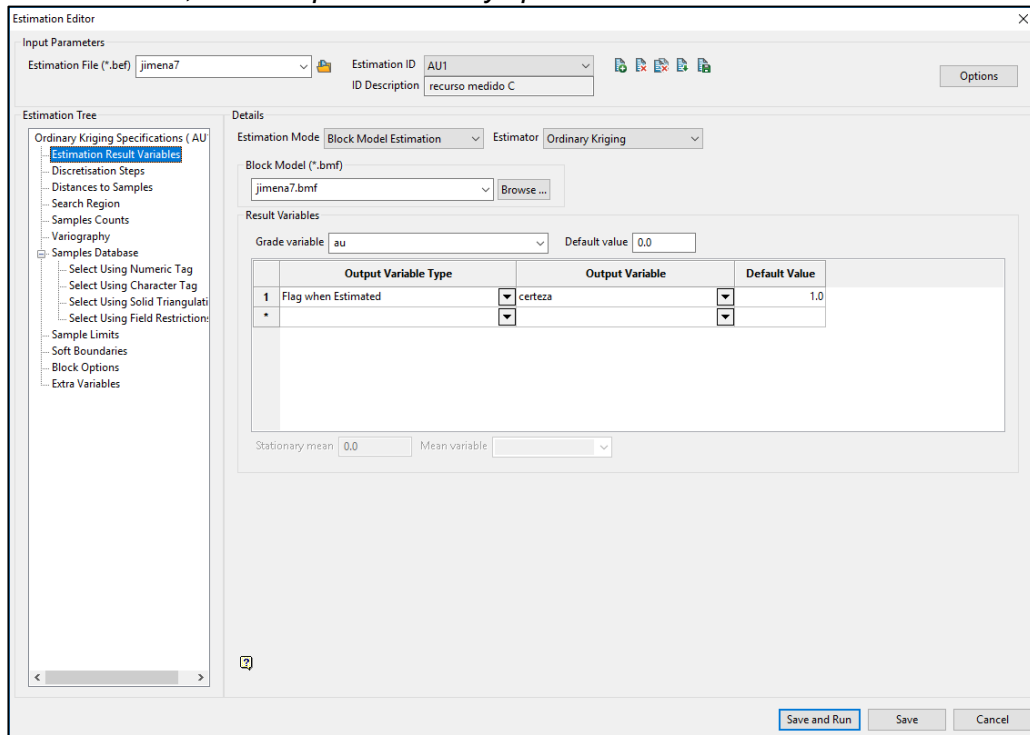 Estimation Editor
Input Parameters
Estimation File (*.bef) jimena7
Estimation ID AU1
ID Description recurso medido C
Options
Estimation Tree
Ordinary Kriging Specifications ( AU
Estimation Result Variables
Discretisation Steps
Distances to Samples
Search Region
Samples Counts
Variography
Samples Database
Select Using Numeric Tag
Select Using Character Tag
Select Using Solid Triangulati
Select Using Field Restriction
Sample Limits
Soft Boundaries
Block Options
Extra Variables
Details
Estimation Mode Block Model Estimation Estimator Ordinary Kriging
Block Model (*.bmf)
jimena7.bmf Browse ...
Result Variables
Grade variable au Default value 0.0
Output Variable Type Output Variable Default Value
1 Flag when Estimated certeza 1.0
*
Stationary mean 0.0 Mean variable
Save and Run Save Cancel